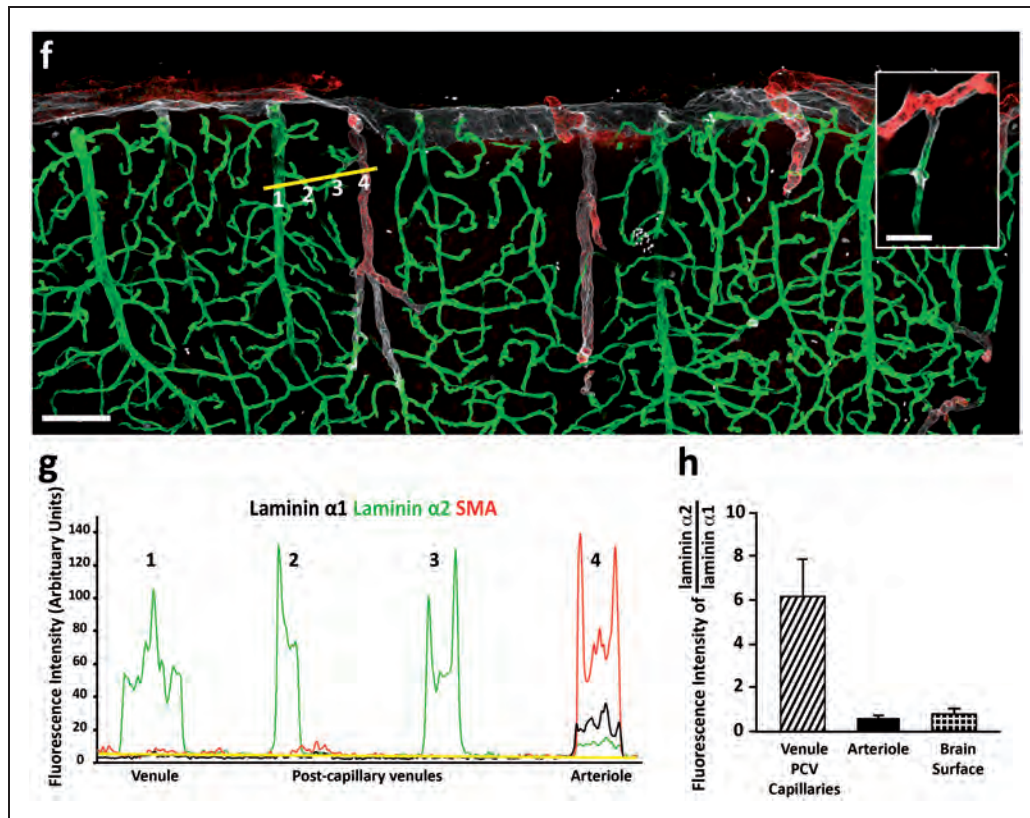 f
1 2 3 4
g
Laminin α1 Laminin α2 SMA
Fluorescence Intensity (Arbituary Units)
140
120
100
80
60
40
20
0
1 2 3 4
Venule Post-capillary venules Arteriole
h
Fluorescence Intensity of laminin α2
laminin α1
10
8
6
4
2
0
Venule Arteriole Brain
PCV Surface
Capillaries